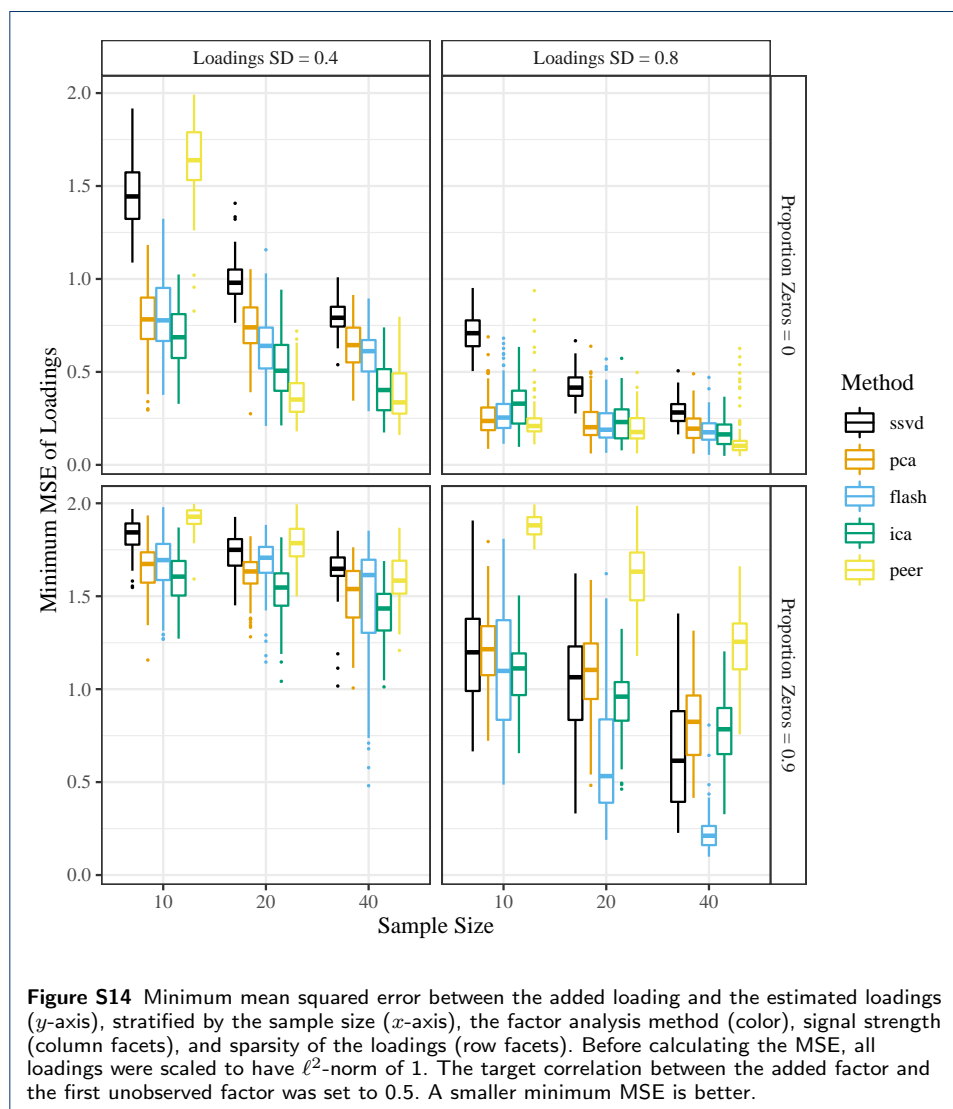 Loadings SD = 0.4
Loadings SD = 0.8
2.0
1.5
1.0
0.5
0.0
Proportion Zeros = 0
2.0
1.5
1.0
0.5
0.0
Proportion Zeros = 0.9
Minimum MSE of Loadings
10
20
40
10
20
40
Sample Size
Method
ssvd
pca
flash
ica
peer
Figure S14 Minimum mean squared error between the added loading and the estimated loadings
(y-axis), stratified by the sample size (x-axis), the factor analysis method (color), signal strength
(column facets), and sparsity of the loadings (row facets). Before calculating the MSE, all
loadings were scaled to have ℓ²-norm of 1. The target correlation between the added factor and
the first unobserved factor was set to 0.5. A smaller minimum MSE is better.